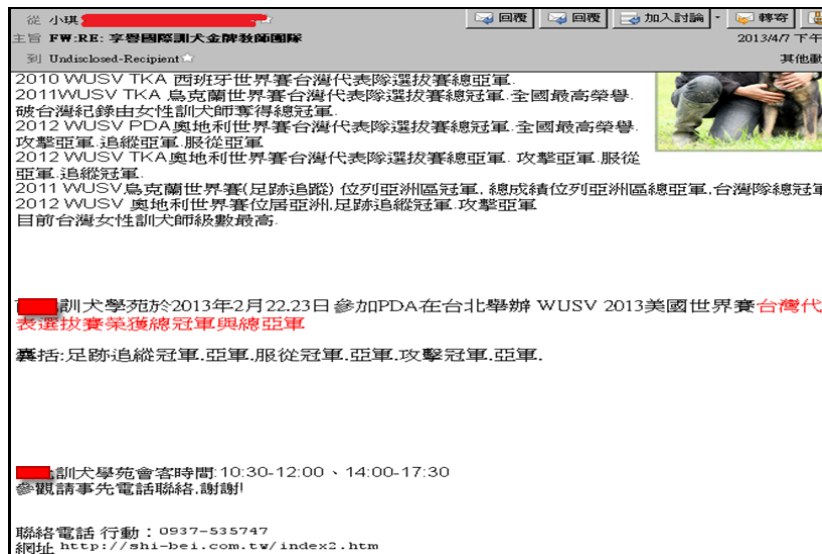 從 小琪
回覆 回覆 加入討論 轉寄
主旨 FW:RE: 享譽國際訓犬金牌教師團隊
2013/4/7 下午
到 Undisclosed-Recipient
其他動
2010 WUSV TKA 西班牙世界賽台灣代表隊選拔賽總亞軍.
2011WUSV TKA 烏克蘭世界賽台灣代表隊選拔賽總冠軍.全國最高榮譽.
破台灣紀錄由女性訓犬師奪得總冠軍.
2012 WUSV PDA奧地利世界賽台灣代表隊選拔賽總冠軍.全國最高榮譽.
攻擊亞軍.追蹤亞軍.服從亞軍
2012 WUSV TKA奧地利世界賽台灣代表隊選拔賽總亞軍. 攻擊亞軍.服從
亞軍.追蹤冠軍.
2011 WUSV烏克蘭世界賽(足跡追蹤) 位列亞洲區冠軍, 總成績位列亞洲區總亞軍,台灣隊總冠軍
2012 WUSV 奧地利世界賽位居亞洲,足跡追蹤冠軍.攻擊亞軍
目前台灣女性訓犬師級數最高.
訓犬學苑於2013年2月22.23日參加PDA在台北舉辦 WUSV 2013美國世界賽台灣代
表選拔賽榮獲總冠軍與總亞軍
囊括:足跡追蹤冠軍.亞軍.服從冠軍.亞軍.攻擊冠軍.亞軍.
訓犬學苑會客時間:10:30-12:00、14:00-17:30
參觀請事先電話聯絡,謝謝!
聯絡電話 行動：0937-535747
網址 http://shi-bei.com.tw/index2.htm